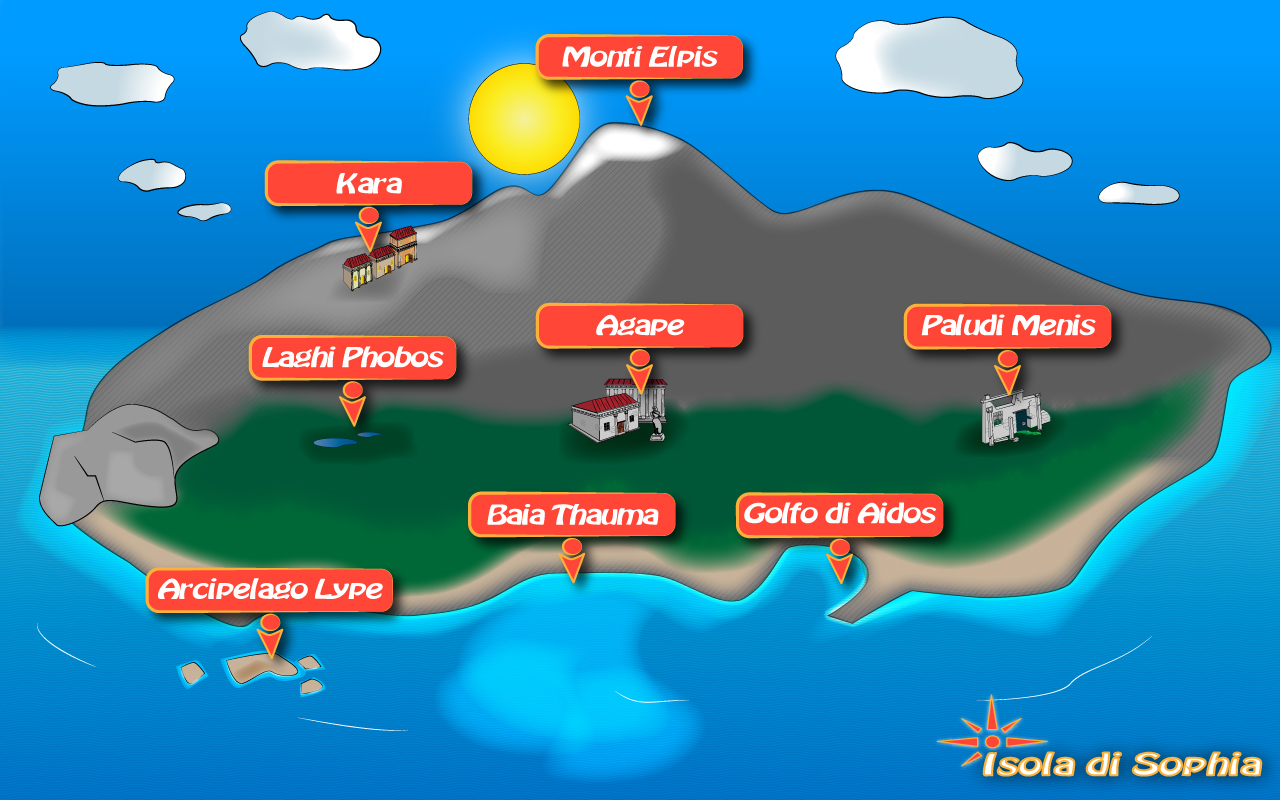 Monti Elpis
Kara
Agape
Paludi Menis
Laghi Phobos
Baia Thauma
Golfo di Aidos
Arcipelago Lype
Isola di Sophia